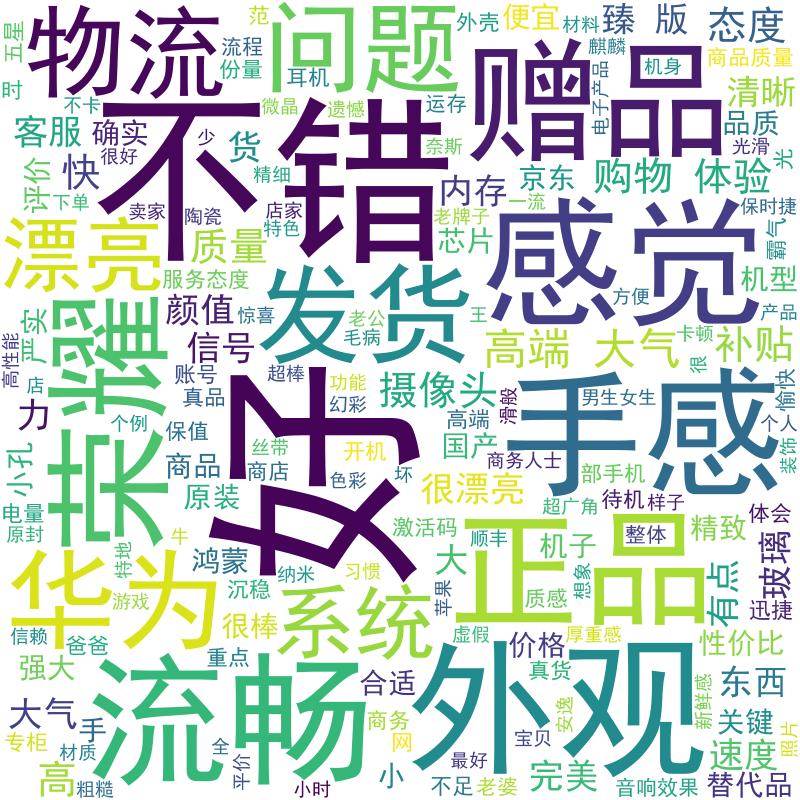 五星
范
外壳
便宜
材料
臻
版
态度
物流
流程
份量
问题
耳机
麒麟
商品质量
机身
赠品
电子产品
清晰
时
不卡
微晶
遗憾
运存
品质
客服
确实
很好
少
货
不错
奈斯
光滑
光
快
精细
内存
京东
购物
体验
评价
下单
卖家
陶瓷
店家
特色
老牌子
一流
保时捷
霸气
漂亮
质量
芯片
感觉
服务态度
机型
方便
产品
颜值
惊喜
发货
老公
毛病
王
严实
荣耀
信号
高端
大气
卡顿
很
补贴
高性能
店
账号
真品
超棒
功能
幻彩
摄像头
手感
男生女生
愉快
力
个例
保值
好
高端
滑般
个人
丝带
开机
国产
商务人士
装饰
小孔
商品
商店
色彩
坏
很漂亮
部手机
电量
原封
原装
超广角
待机
样子
激活码
顺丰
正品
精致
体会
牛
大
机子
整体
玻璃
华为
特地
鸿蒙
纳米
习惯
系统
苹果
质感
想象
有点
迅捷
游戏
沉稳
信赖
爸爸
很棒
虚假
价格
厚重感
性价比
强大
重点
流畅
合适
外观
真货
安逸
东西
新鲜感
大气
手
商务
关键
专柜
材质
全
平价
网
最好
宝贝
速度
照片
高
粗糙
小时
小
不足
老婆
完美
音响效果
替代品